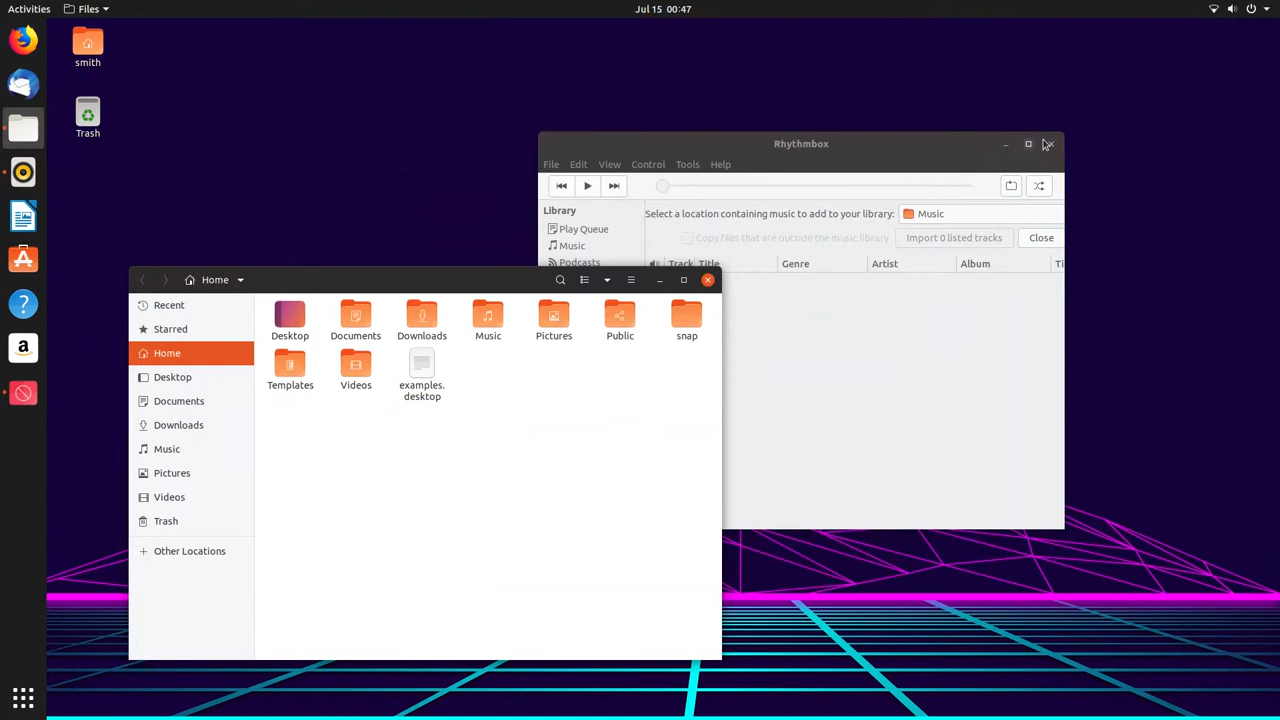 Activities
Files
Jul 15 00:47
smith
Trash
Rhythmbox
File Edit View Control Tools Help
Library
Select a location containing music to add to your library:
Music
Play Queue
Copy files that are outside the music library
Import 0 listed tracks
Close
Music
Podcasts
Track Title Genre Artist Album Ti
Home
Recent
Starred
Home
Desktop
Documents
Downloads
Music
Pictures
Videos
Trash
Other Locations
Desktop Documents Downloads Music Pictures Public snap
Templates Videos examples.
desktop
a